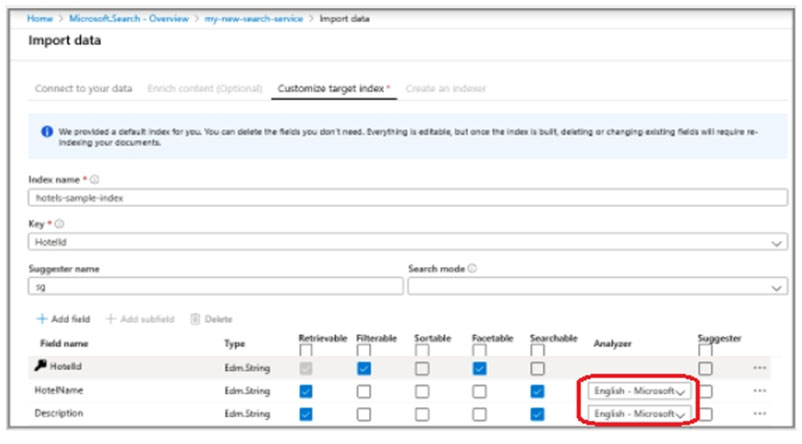 Home > Microsoft.Search - Overview > my-new-search-service > Import data
Import data
Connect to your data Enrich content (Optional) Customize target index * Create an indexer
We provided a default index for you. You can delete the fields you don't need. Everything is editable, but once the index is built, deleting or changing existing fields will require re-
indexing your documents.
Index name *
hotels-sample-index
Key *
HotelId
Suggester name Search mode
sg
+ Add field + Add subfield Delete
Field name Type Retrievable Filterable Sortable Facetable Searchable Analyzer Suggester
HotelId Edm.String
HotelName Edm.String English - Microsoft
Description Edm.String English - Microsoft